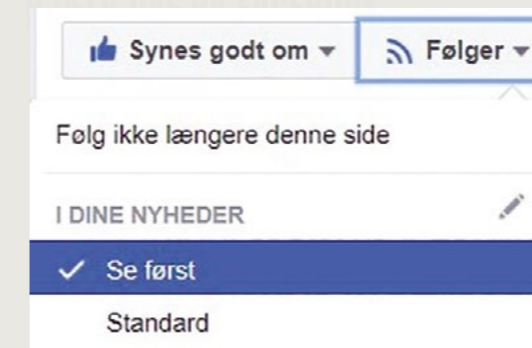 Synes godt om Følger
Følg ikke længere denne side
I DINE NYHEDER
Se først
Standard